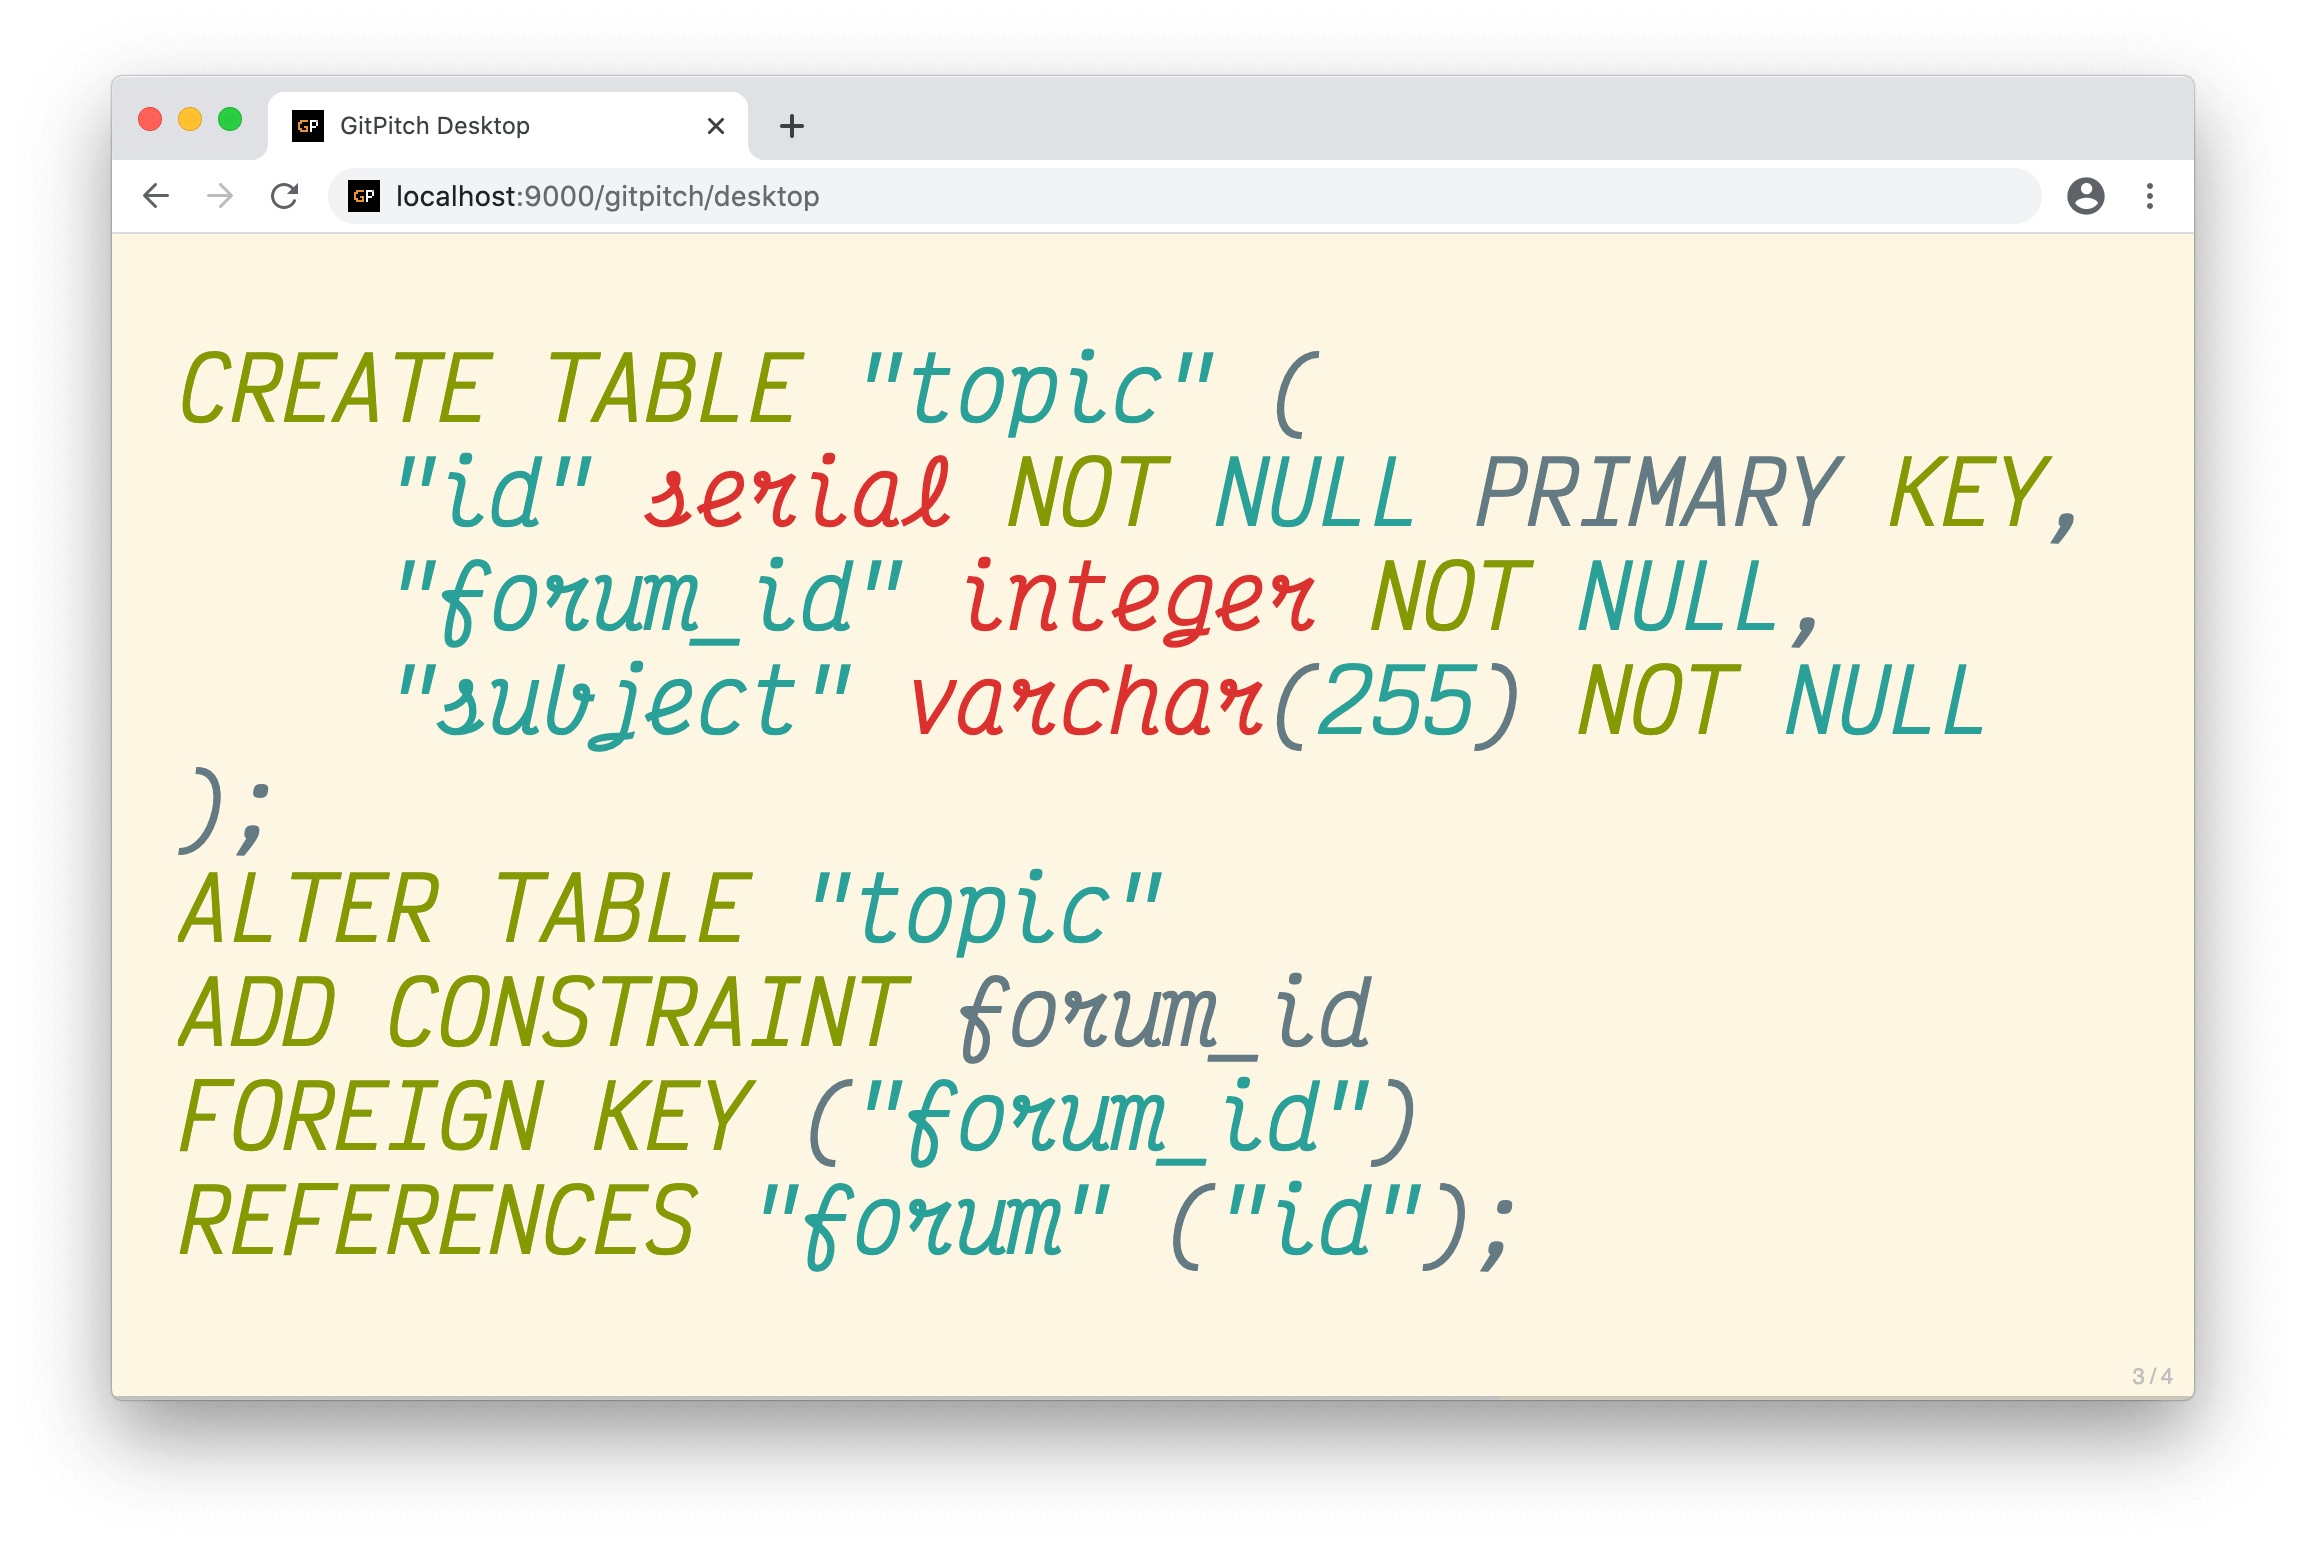 GP GitPitch Desktop
GP localhost:9000/gitpitch/desktop
CREATE TABLE "topic" (
    "id" serial NOT NULL PRIMARY KEY,
    "forum_id" integer NOT NULL,
    "subject" varchar(255) NOT NULL
);
ALTER TABLE "topic"
ADD CONSTRAINT forum_id
FOREIGN KEY ("forum_id")
REFERENCES "forum" ("id");
3/4